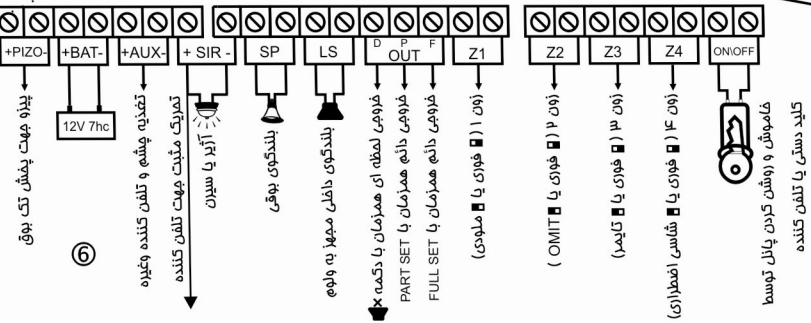 +PIZO-
+BAT-
+AUX-
+ SIR -
SP
LS
D P F
OUT
Z1
Z2
Z3
Z4
ON\OFF
12V 7hc
پیزو جهت پخش تک بوق
تغذیه چشم و تلفن کننده وغیره
تحریک مثبت جهت تلفن کننده
رسیور یا آژیر
بلندگوی بوقی
بلندگوی داخلی مجهز به ولوم
خروجی لحظه ای همزمان با دکمه ×
خروجی دائم همزمان با PART SET
خروجی دائم همزمان با FULL SET
زون ۱ ( فوری یا ملودی)
زون ۲ ( فوری یا OMIT )
زون ۳ ( فوری یا تایمر)
زون ۴ ( فوری یا شاسی اضطراری)
خاموش و روشن کردن پانل توسط
کلید دستی یا تلفن کننده
⑥